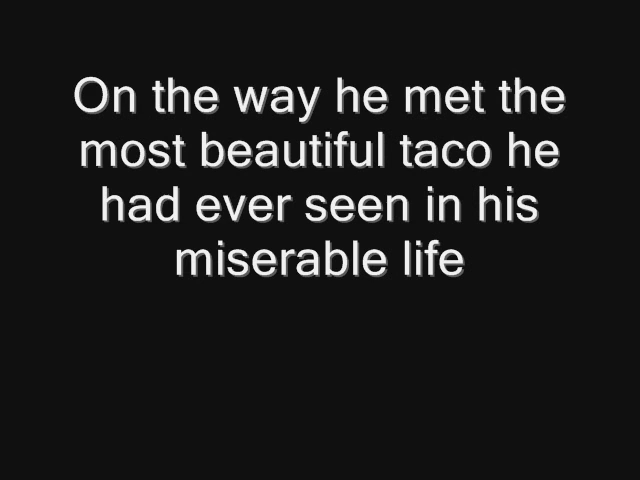 On the way he met the
most beautiful taco he
had ever seen in his
miserable life